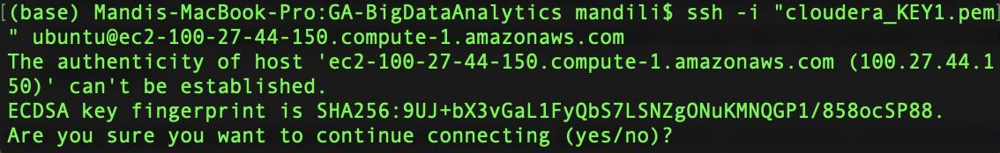 [(base) Mandis-MacBook-Pro:GA-BigDataAnalytics mandili$ ssh -i "cloudera_KEY1.pem]
" ubuntu@ec2-100-27-44-150.compute-1.amazonaws.com
The authenticity of host 'ec2-100-27-44-150.compute-1.amazonaws.com (100.27.44.1
50)' can't be established.
ECDSA key fingerprint is SHA256:9UJ+bX3vGaL1FyQbS7LSNZgONuKMNQGP1/858ocSP88.
Are you sure you want to continue connecting (yes/no)?